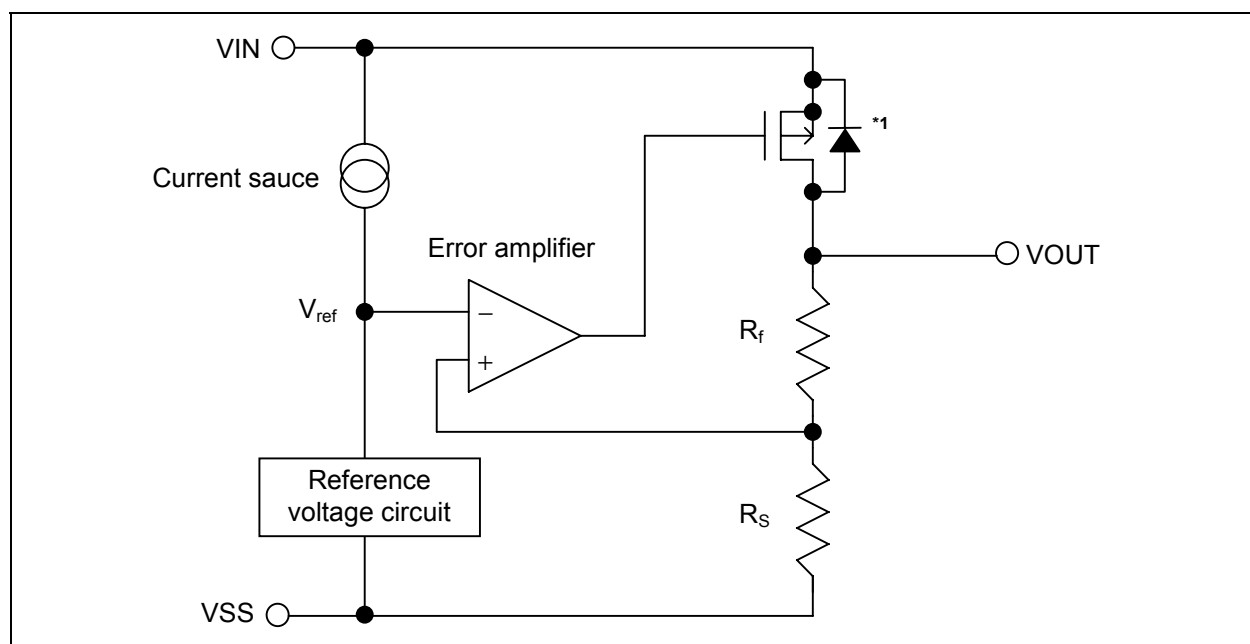 VIN
*1
Current sauce
Error amplifier
VOUT
Vref
−
+
Rf
Reference
voltage circuit
RS
VSS